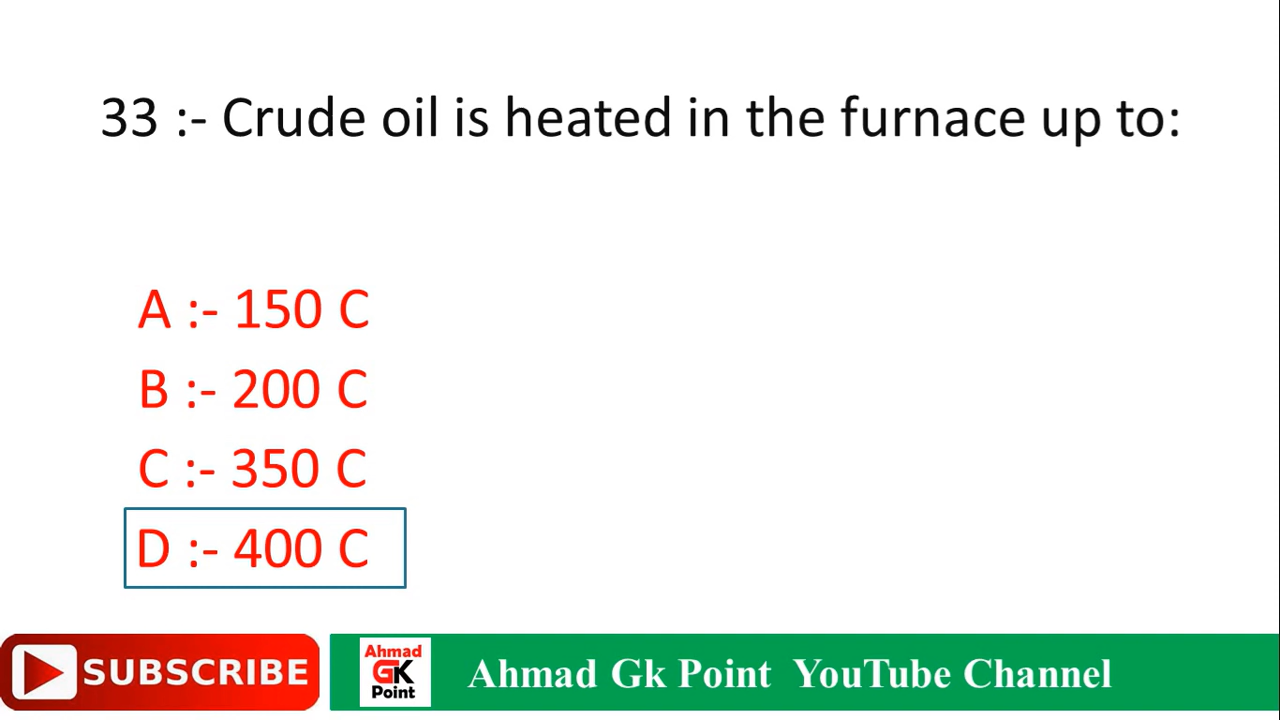 33 :- Crude oil is heated in the furnace up to:
A :- 150 C
B :- 200 C
C :- 350 C
D :- 400 C
SUBSCRIBE
Ahmad
GK
Point
Ahmad Gk Point YouTube Channel